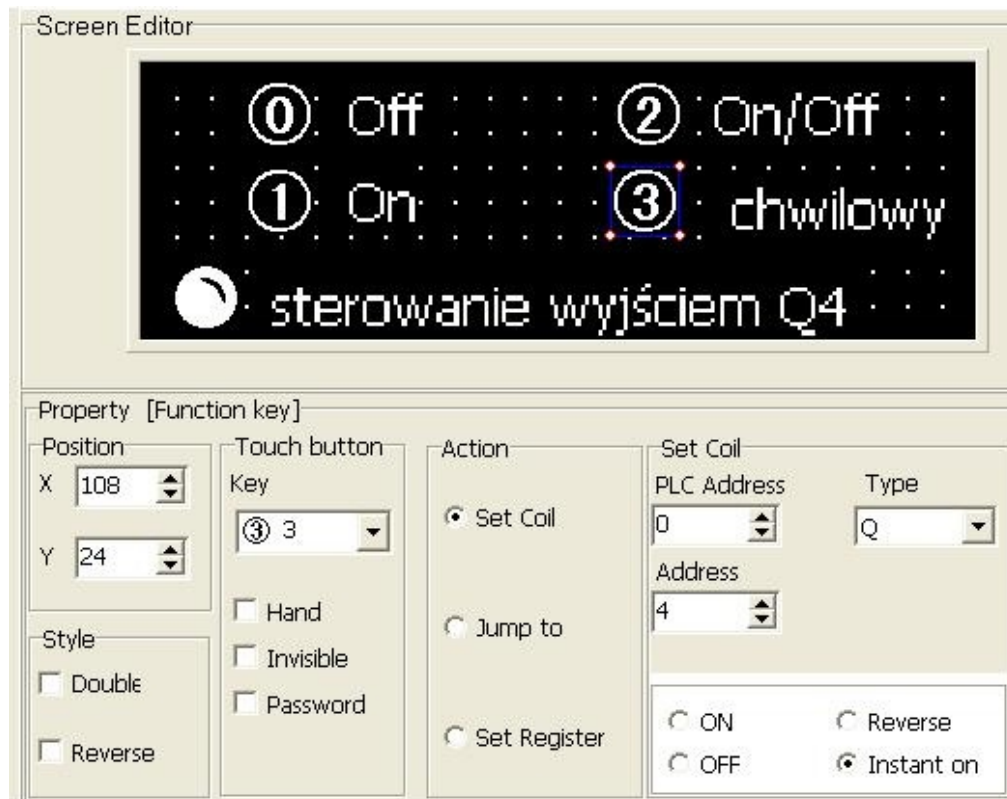 Screen Editor
⓪ Off ② On/Off
① On ③ chwilowy
sterowanie wyjściem Q4
Property [Function key]
Position
X 108
Y 24
Style
Double
Reverse
Touch button
Key
③ 3
Hand
Invisible
Password
Action
Set Coil
Jump to
Set Register
Set Coil
PLC Address Type
0 Q
Address
4
ON Reverse
OFF Instant on